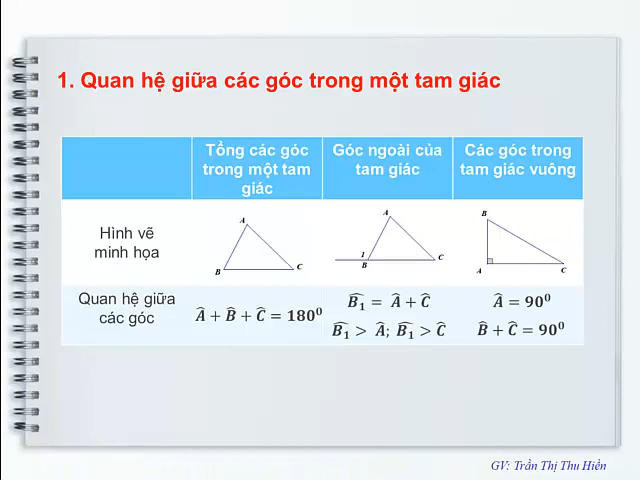 1. Quan hệ giữa các góc trong một tam giác
Tổng các góc
trong một tam
giác
Góc ngoài của
tam giác
Các góc trong
tam giác vuông
Hình vẽ
minh họa
A
B
C
A
1
B
C
B
A
C
Quan hệ giữa
các góc
Â + B̂ + Ĉ = 180⁰
B̂₁ = Â + Ĉ
B̂₁ > Â; B̂₁ > Ĉ
Â = 90⁰
B̂ + Ĉ = 90⁰
GV: Trần Thị Thu Hiền